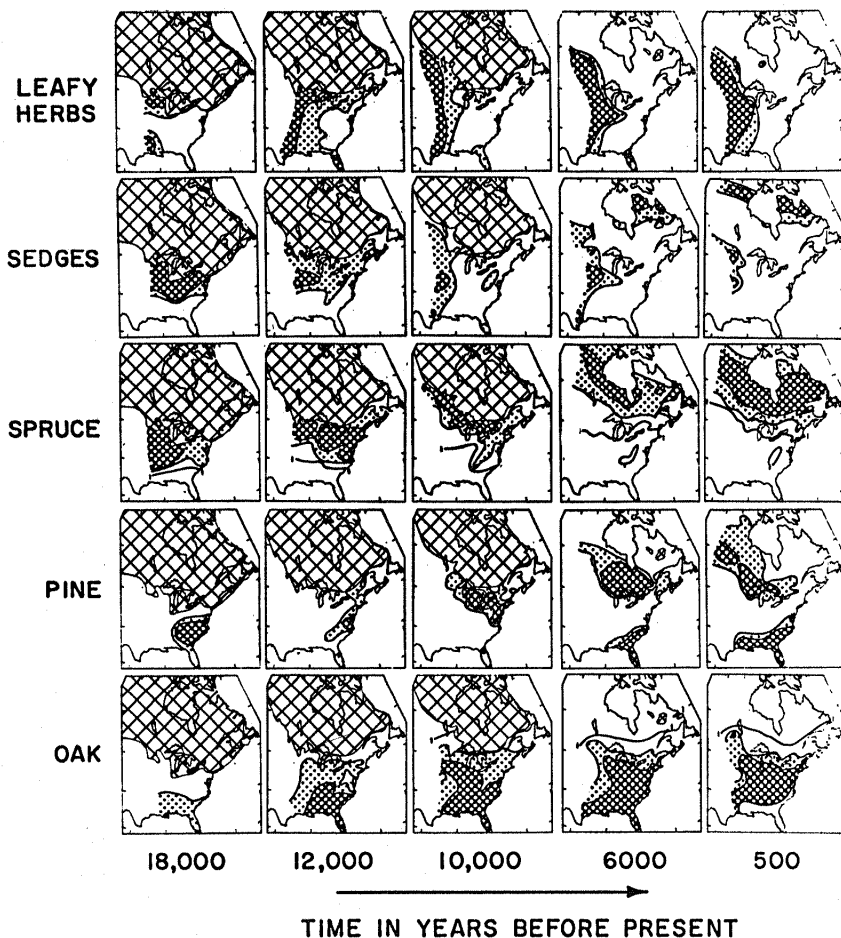 LEAFY
HERBS
SEDGES
SPRUCE
PINE
OAK
18,000 12,000 10,000 6000 500
TIME IN YEARS BEFORE PRESENT